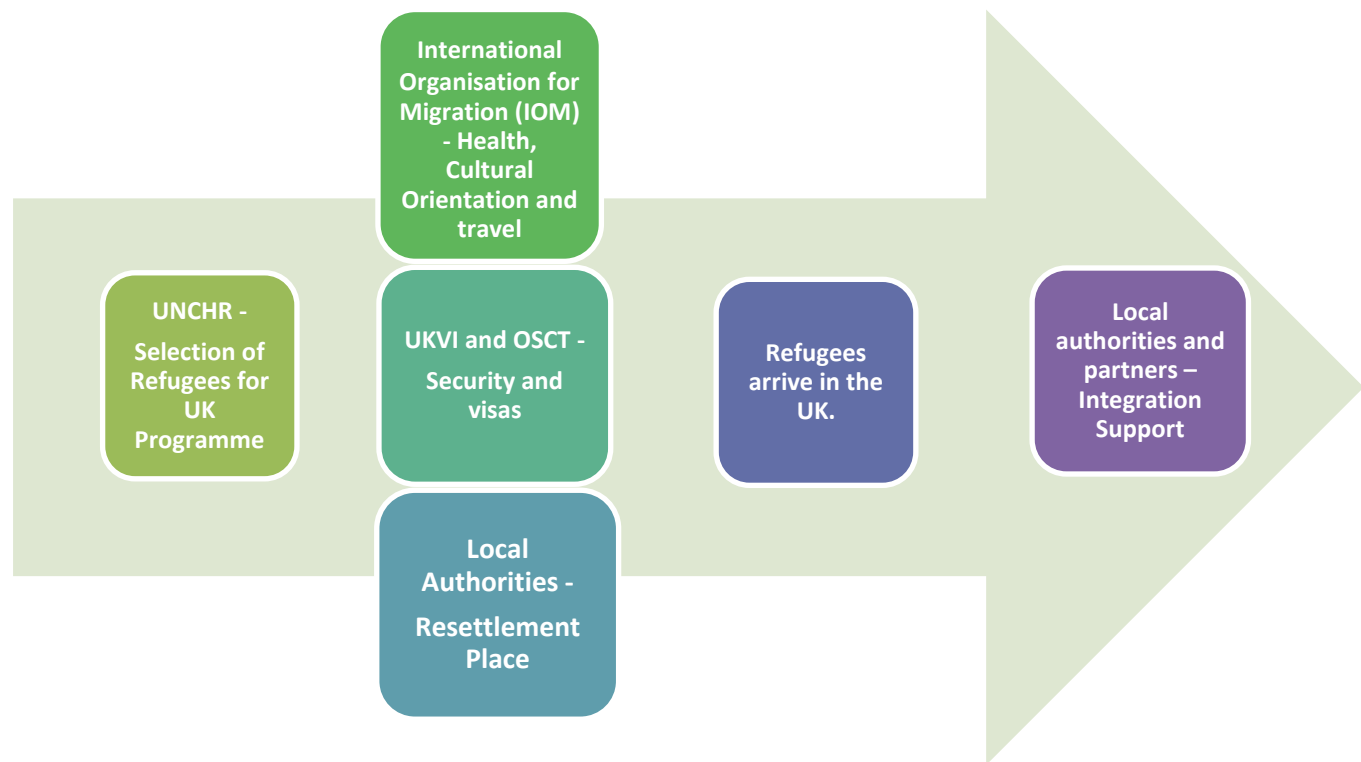 UNCHR -
Selection of
Refugees for
UK
Programme
International
Organisation for
Migration (IOM)
- Health,
Cultural
Orientation and
travel
UKVI and OSCT -
Security and
visas
Local
Authorities -
Resettlement
Place
Refugees
arrive in the
UK.
Local
authorities and
partners –
Integration
Support